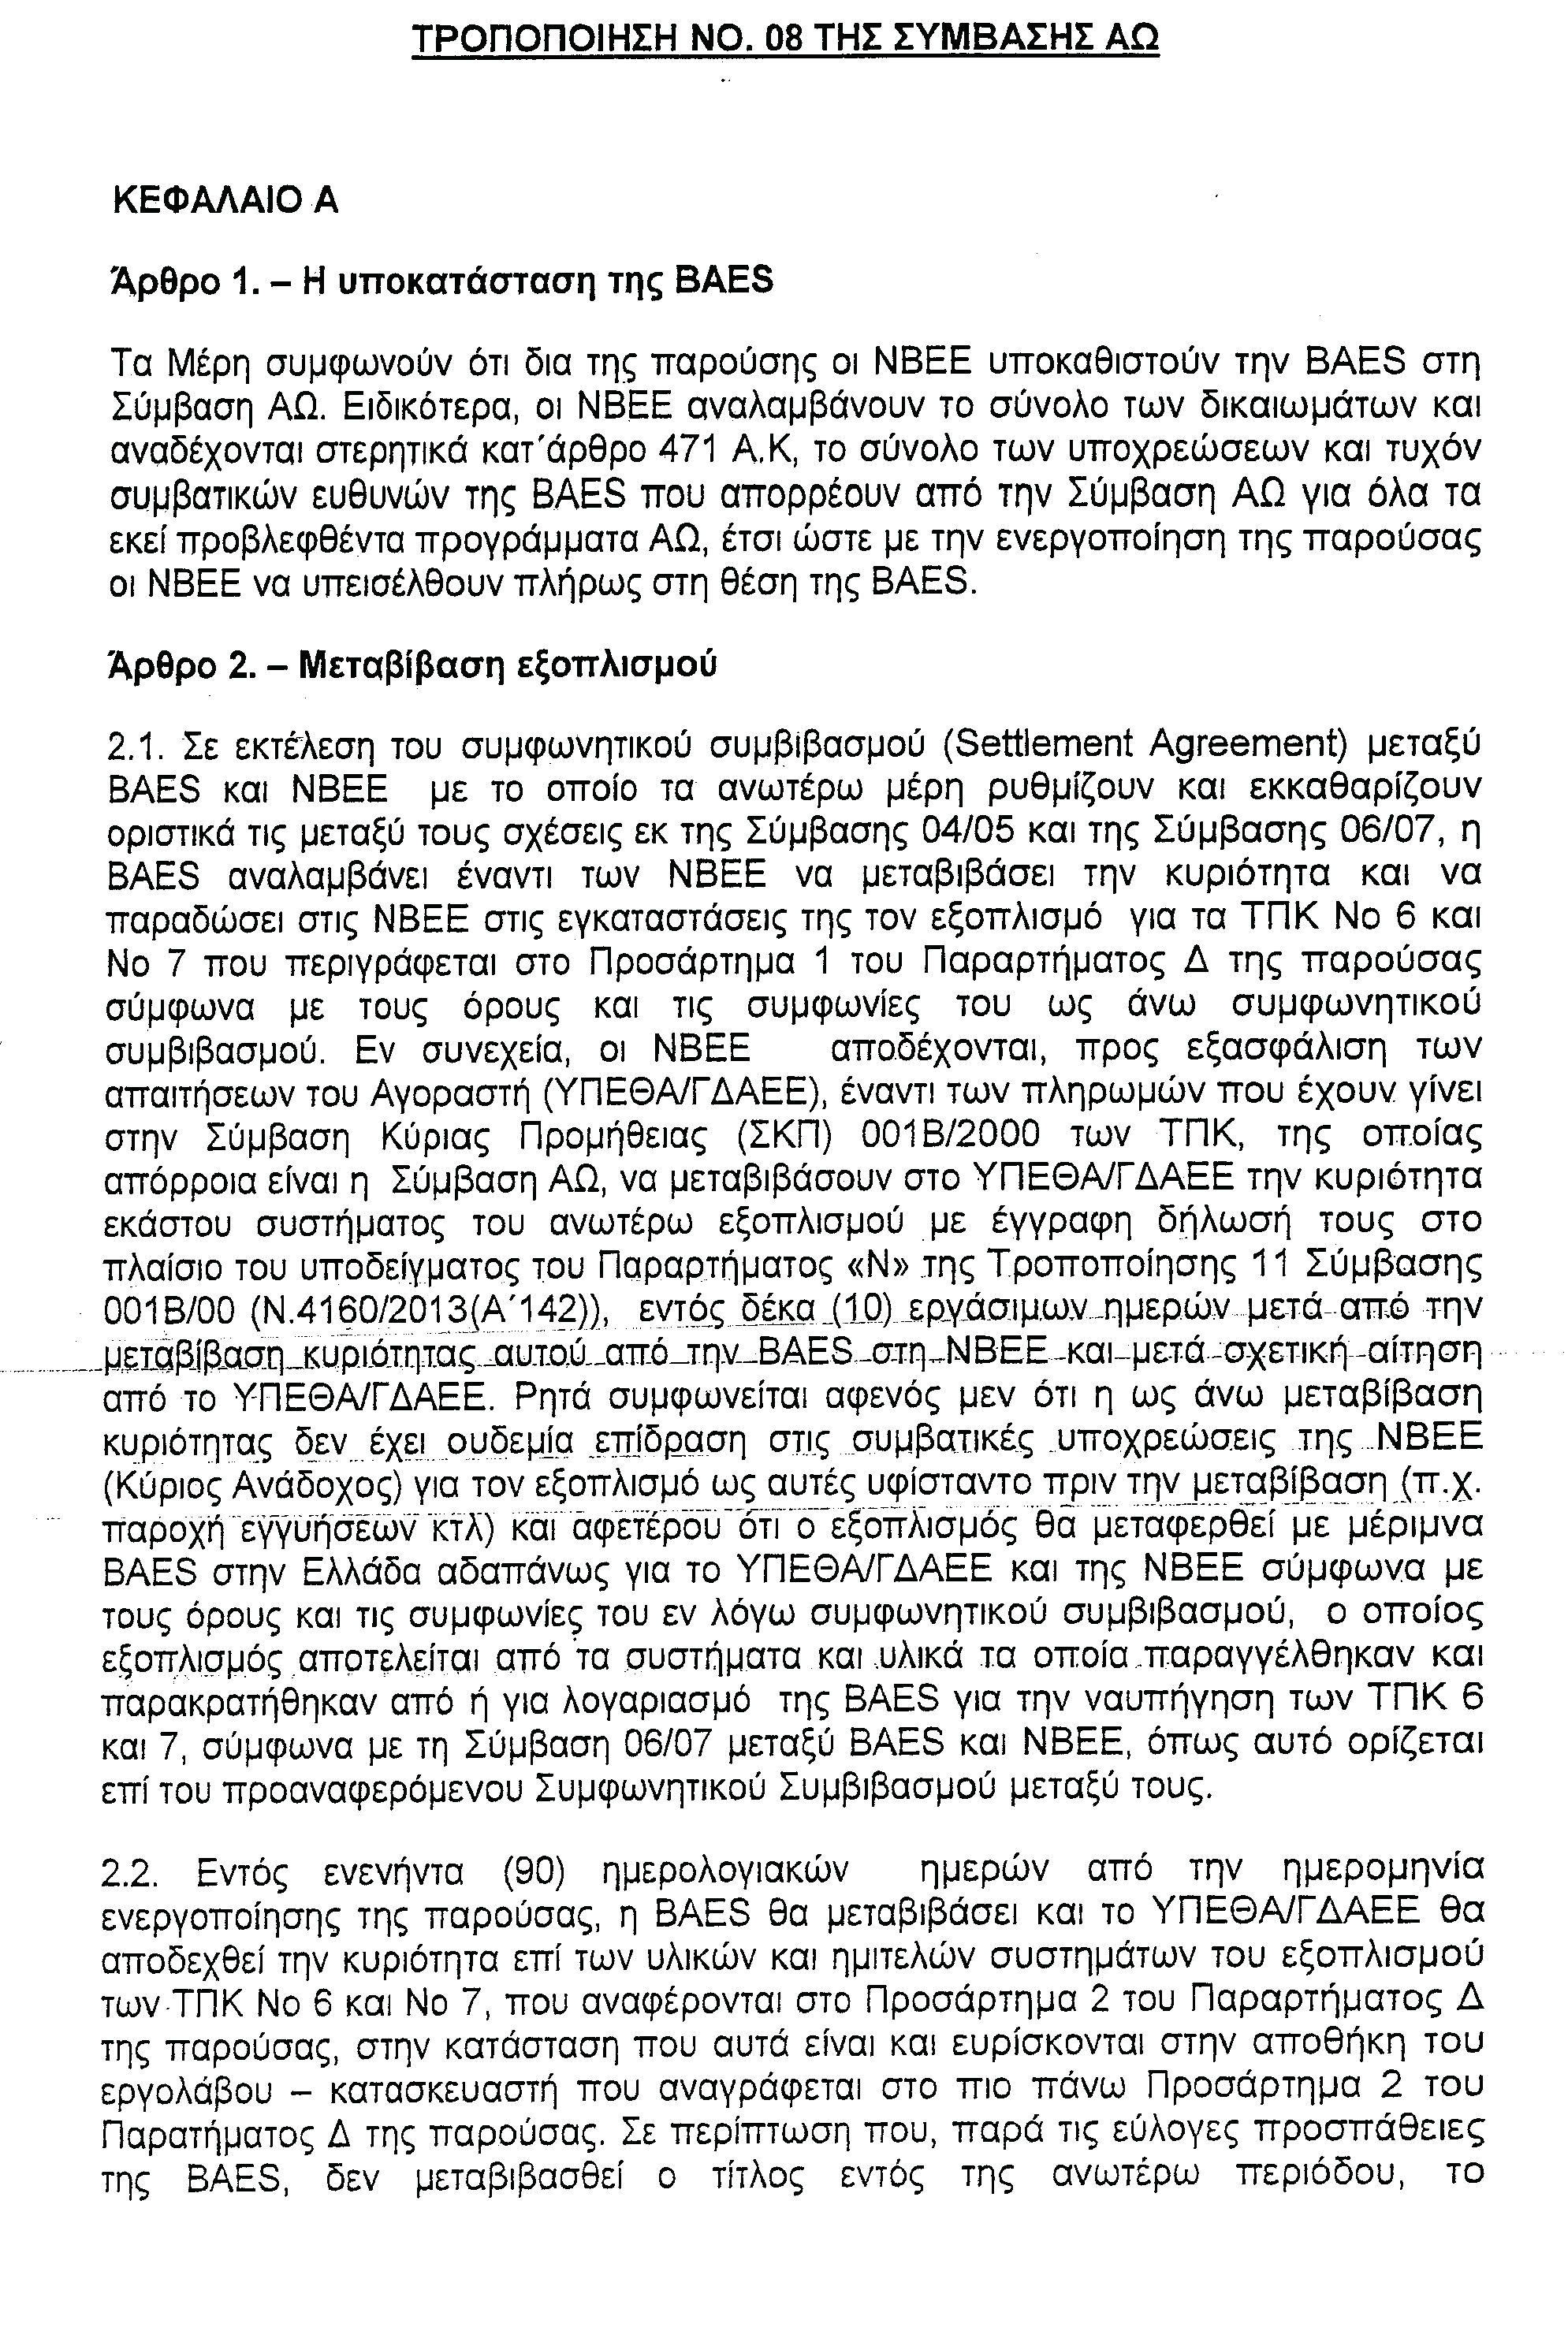 ΤΡΟΠΟΠΟΙΗΣΗ ΝΟ. 08 ΤΗΣ ΣΥΜΒΑΣΗΣ ΑΩ
ΚΕΦΑΛΑΙΟ Α
Άρθρο 1. – Η υποκατάσταση της BAES
Τα Μέρη συμφωνούν ότι δια της παρούσης οι ΝΒΕΕ υποκαθιστούν την BAES στη
Σύμβαση ΑΩ. Ειδικότερα, οι ΝΒΕΕ αναλαμβάνουν το σύνολο των δικαιωμάτων και
αναδέχονται στερητικά κατ΄άρθρο 471 Α.Κ, το σύνολο των υποχρεώσεων και τυχόν
συμβατικών ευθυνών της BAES που απορρέουν από την Σύμβαση ΑΩ για όλα τα
εκεί προβλεφθέντα προγράμματα ΑΩ, έτσι ώστε με την ενεργοποίηση της παρούσας
οι ΝΒΕΕ να υπεισέλθουν πλήρως στη θέση της BAES.
Άρθρο 2. – Μεταβίβαση εξοπλισμού
2.1. Σε εκτέλεση του συμφωνητικού συμβιβασμού (Settlement Agreement) μεταξύ
BAES και ΝΒΕΕ με το οποίο τα ανωτέρω μέρη ρυθμίζουν και εκκαθαρίζουν
οριστικά τις μεταξύ τους σχέσεις εκ της Σύμβασης 04/05 και της Σύμβασης 06/07, η
BAES αναλαμβάνει έναντι των ΝΒΕΕ να μεταβιβάσει την κυριότητα και να
παραδώσει στις ΝΒΕΕ στις εγκαταστάσεις της τον εξοπλισμό για τα ΤΠΚ Νο 6 και
Νο 7 που περιγράφεται στο Προσάρτημα 1 του Παραρτήματος Δ της παρούσας
σύμφωνα με τους όρους και τις συμφωνίες του ως άνω συμφωνητικού
συμβιβασμού. Εν συνεχεία, οι ΝΒΕΕ αποδέχονται, προς εξασφάλιση των
απαιτήσεων του Αγοραστή (ΥΠΕΘΑ/ΓΔΑΕΕ), έναντι των πληρωμών που έχουν γίνει
στην Σύμβαση Κύριας Προμήθειας (ΣΚΠ) 001Β/2000 των ΤΠΚ, της οποίας
απόρροια είναι η Σύμβαση ΑΩ, να μεταβιβάσουν στο ΥΠΕΘΑ/ΓΔΑΕΕ την κυριότητα
εκάστου συστήματος του ανωτέρω εξοπλισμού με έγγραφη δήλωσή τους στο
πλαίσιο του υποδείγματος του Παραρτήματος «Ν» της Τροποποίησης 11 Σύμβασης
001Β/00 (Ν.4160/2013(Α΄142)), εντός δέκα (10) εργάσιμων ημερών μετά από την
μεταβίβαση κυριότητας αυτού από την BAES στη ΝΒΕΕ και μετά σχετική αίτηση
από το ΥΠΕΘΑ/ΓΔΑΕΕ. Ρητά συμφωνείται αφενός μεν ότι η ως άνω μεταβίβαση
κυριότητας δεν έχει ουδεμία επίδραση στις συμβατικές υποχρεώσεις της ΝΒΕΕ
(Κύριος Ανάδοχος) για τον εξοπλισμό ως αυτές υφίσταντο πριν την μεταβίβαση (π.χ.
παροχή εγγυήσεων κτλ) και αφετέρου ότι ο εξοπλισμός θα μεταφερθεί με μέριμνα
BAES στην Ελλάδα αδαπάνως για το ΥΠΕΘΑ/ΓΔΑΕΕ και της ΝΒΕΕ σύμφωνα με
τους όρους και τις συμφωνίες του εν λόγω συμφωνητικού συμβιβασμού, ο οποίος
εξοπλισμός αποτελείται από τα συστήματα και υλικά τα οποία παραγγέλθηκαν και
παρακρατήθηκαν από ή για λογαριασμό της BAES για την ναυπήγηση των ΤΠΚ 6
και 7, σύμφωνα με τη Σύμβαση 06/07 μεταξύ BAES και ΝΒΕΕ, όπως αυτό ορίζεται
επί του προαναφερόμενου Συμφωνητικού Συμβιβασμού μεταξύ τους.
2.2. Εντός ενενήντα (90) ημερολογιακών ημερών από την ημερομηνία
ενεργοποίησης της παρούσας, η BAES θα μεταβιβάσει και το ΥΠΕΘΑ/ΓΔΑΕΕ θα
αποδεχθεί την κυριότητα επί των υλικών και ημιτελών συστημάτων του εξοπλισμού
των ΤΠΚ Νο 6 και Νο 7, που αναφέρονται στο Προσάρτημα 2 του Παραρτήματος Δ
της παρούσας, στην κατάσταση που αυτά είναι και ευρίσκονται στην αποθήκη του
εργολάβου – κατασκευαστή που αναγράφεται στο πιο πάνω Προσάρτημα 2 του
Παρατήματος Δ της παρούσας. Σε περίπτωση που, παρά τις εύλογες προσπάθειες
της BAES, δεν μεταβιβασθεί ο τίτλος εντός της ανωτέρω περιόδου, το